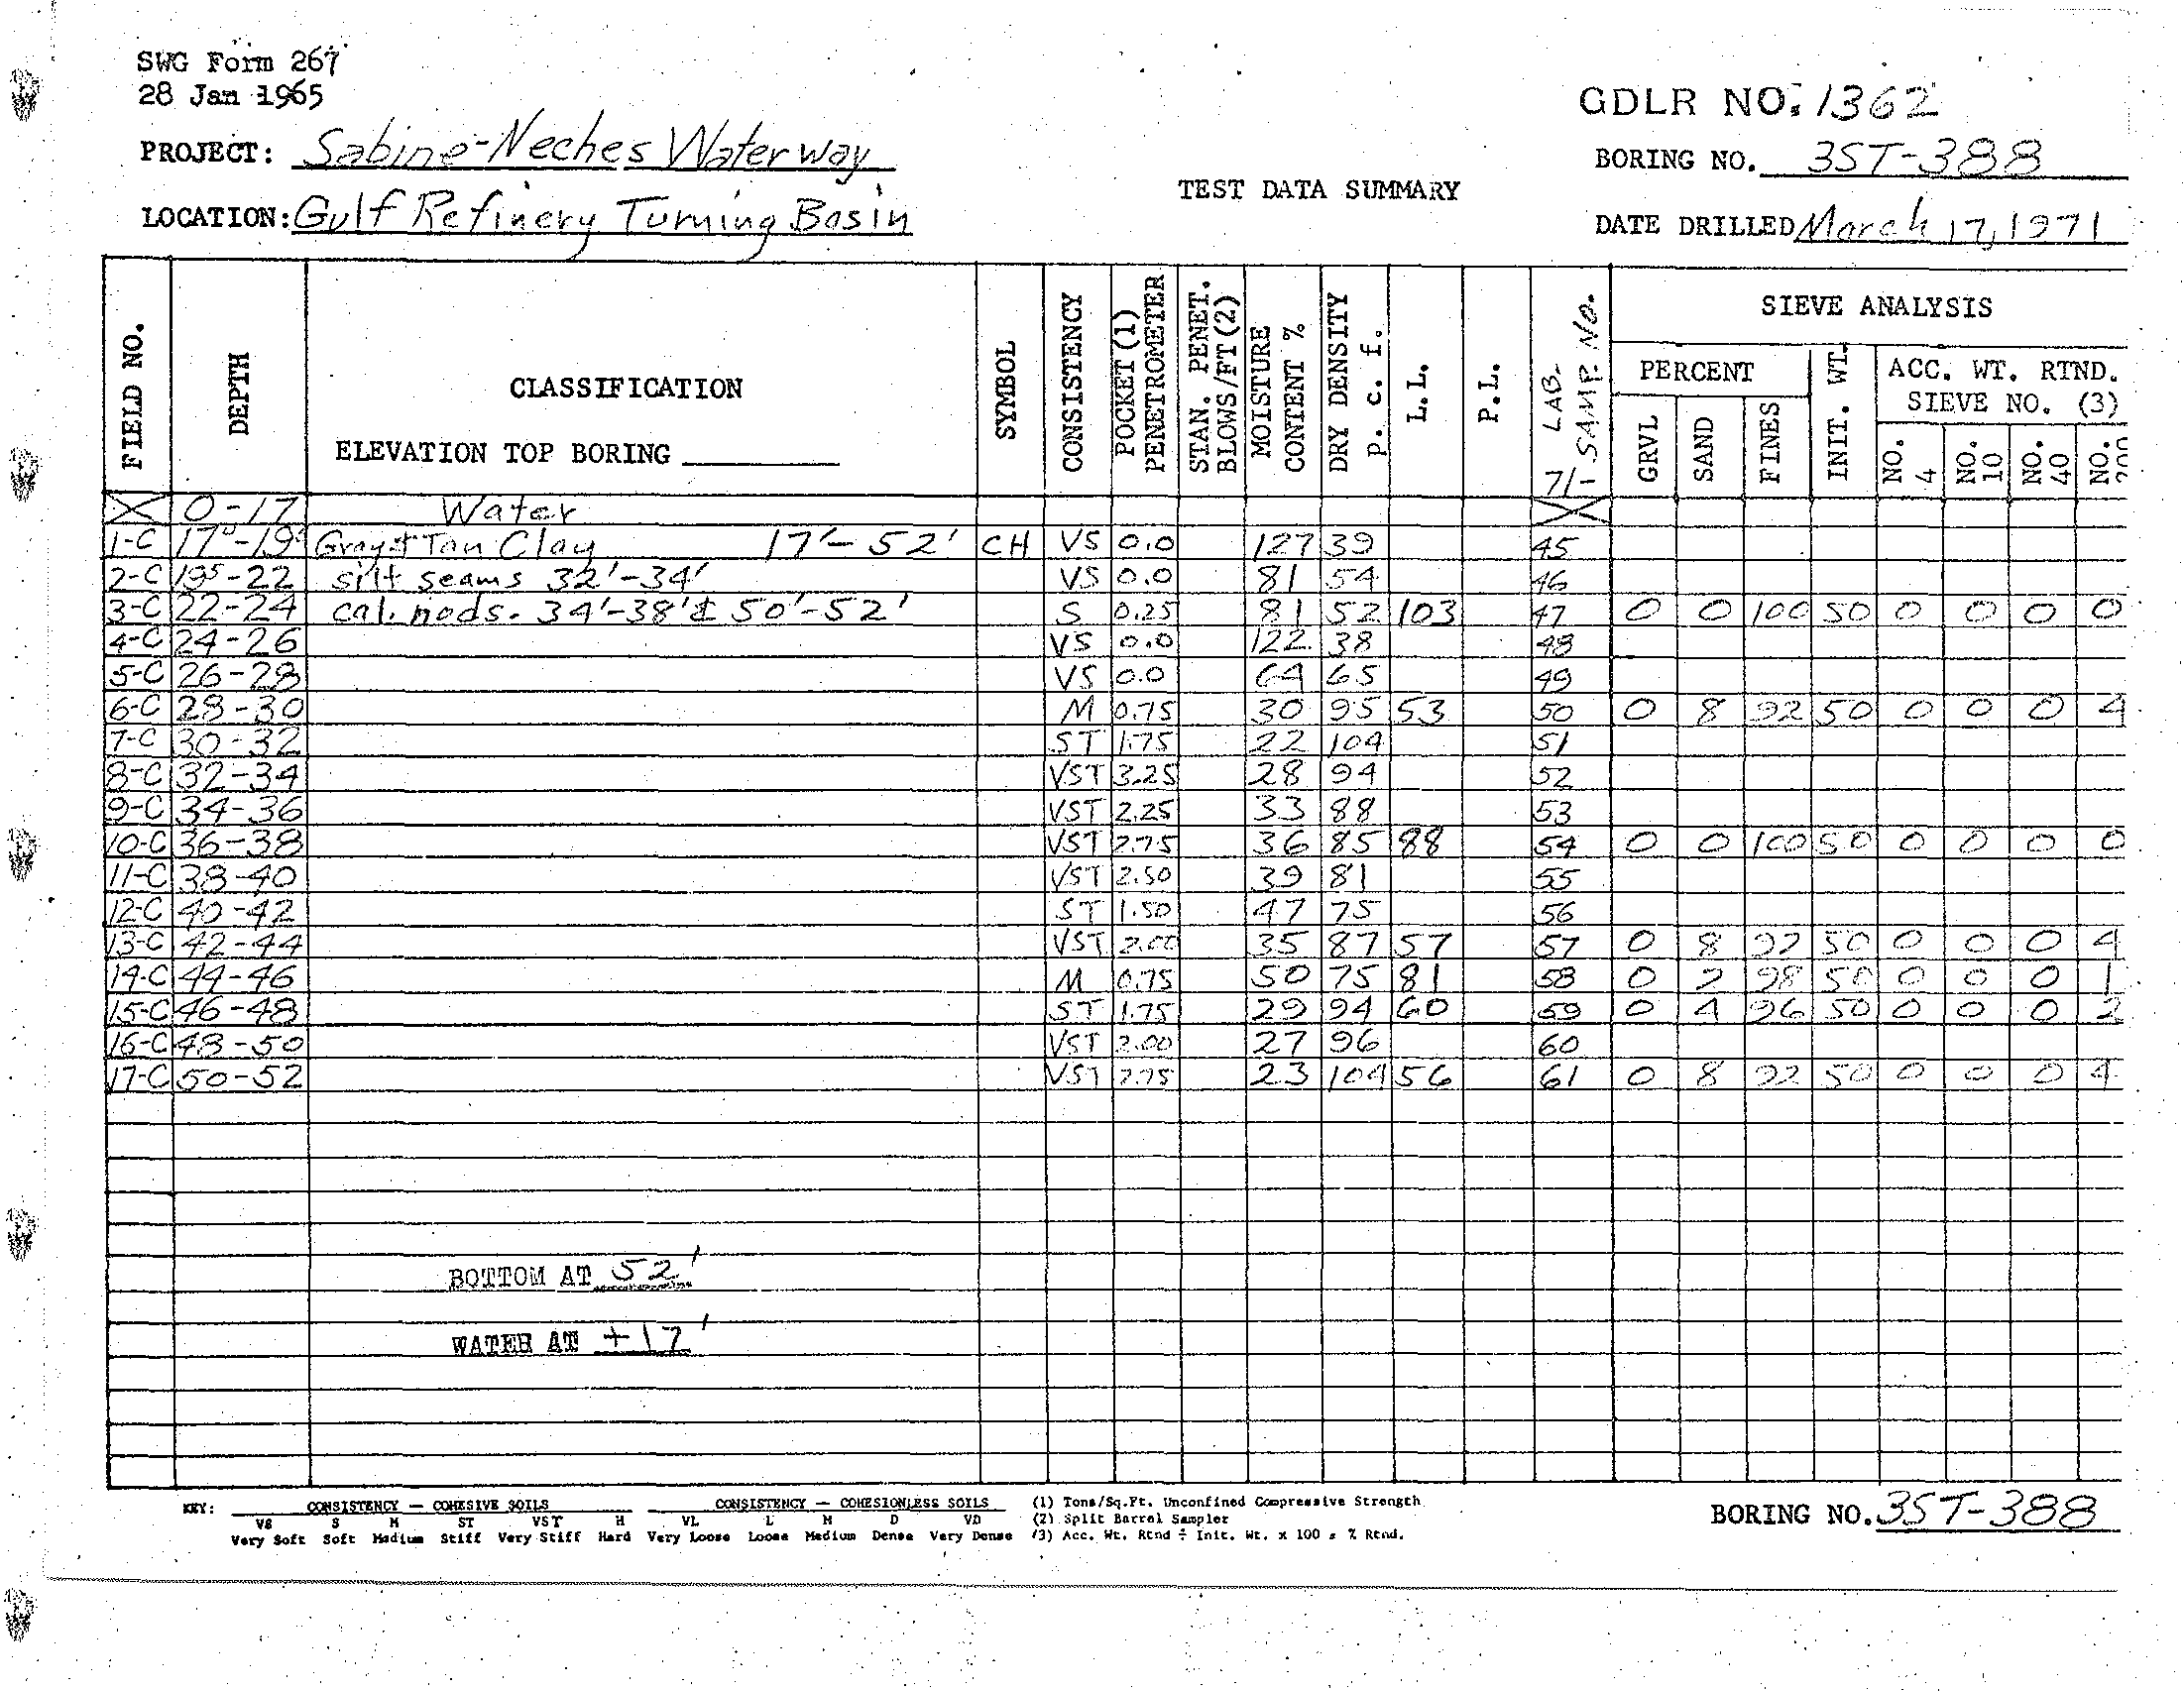 SWG Form 267
28 Jan 1965
GDLR NO. 1362
PROJECT: Sabine-Neches Waterway
BORING NO. 3ST-388
TEST DATA SUMMARY
LOCATION: Gulf Refinery Turning Basin
DATE DRILLED March 17, 1971
FIELD NO. DEPTH CLASSIFICATION ELEVATION TOP BORING SYMBOL CONSISTENCY POCKET (1) PENETROMETER STAN. PENET. BLOWS/FT (2) MOISTURE CONTENT % DRY DENSITY p. c. f. L.L. P.L. LAB. SAMP. No. 71-
SIEVE ANALYSIS
PERCENT INIT. WT. ACC. WT. RTND. SIEVE NO. (3)
GRVL SAND FINES NO. 4 NO. 10 NO. 40 NO. 200
X 0-17 Water X
1-C Gray & Tan Clay 17'-52' CH VS 0.0 127 39 45
2-C 19⁵-22 silt seams 32'-34' VS 0.0 81 54 46
3-C 22-24 cal. nods. 34'-38' & 50'-52' S 0.25 81 52 103 47 0 0 100 50 0 0 0 0
4-C 24-26 VS 0.0 122 38 48
5-C 26-28 VS 0.0 64 65 49
6-C 28-30 M 0.75 30 95 53 50 0 8 92 50 0 0 0 4
7-C 30-32 ST 1.75 22 104 51
8-C 32-34 VST 3.25 28 94 52
9-C 34-36 VST 2.25 33 88 53
10-C 36-38 VST 2.75 36 85 88 54 0 0 100 50 0 0 0 0
11-C 38-40 VST 2.50 39 81 55
12-C 40-42 ST 1.50 47 75 56
13-C 42-44 VST 2.00 35 87 57 57 0 8 92 50 0 0 0 4
14-C 44-46 M 0.75 50 75 81 58 0 2 98 50 0 0 0 1
15-C 46-48 ST 1.75 29 94 60 59 0 4 96 50 0 0 0 2
16-C 48-50 VST 27 96 60
17-C 50-52 VST 2.75 23 104 56 61 0 8 92 50 0 0 0 4
BOTTOM AT 52'
WATER AT +17'
KEY: CONSISTENCY — COHESIVE SOILS CONSISTENCY — COHESIONLESS SOILS (1) Tons/Sq.Ft. Unconfined Compressive Strength
VS S M ST VST H VL L M D VD (2) Split Barrel Sampler
Very Soft Soft Medium Stiff Very Stiff Hard Very Loose Loose Medium Dense Very Dense (3) Acc. Wt. Rtnd ÷ Init. Wt. x 100 = % Rtnd.
BORING NO. 3ST-388